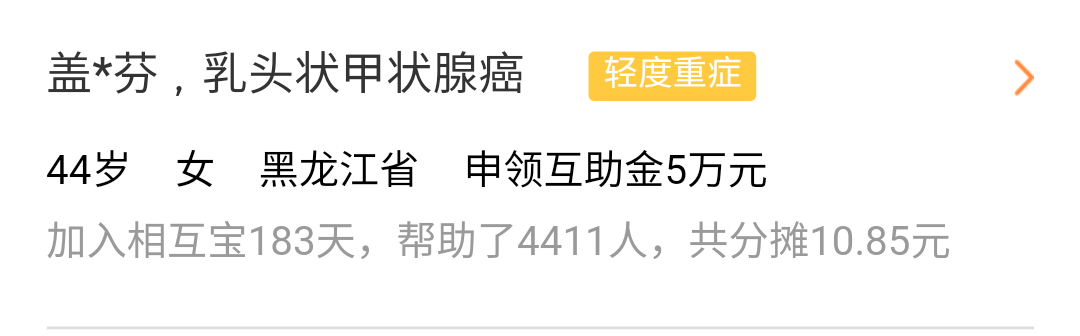 盖*芬，乳头状甲状腺癌 轻度重症
44岁 女 黑龙江省 申领互助金5万元
加入相互宝183天，帮助了4411人，共分摊10.85元